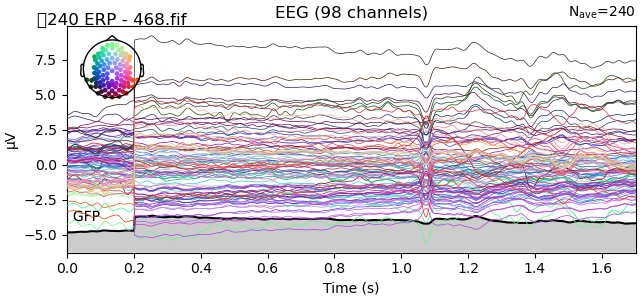 240 ERP - 468.fif
EEG (98 channels)
Nave=240
µV
7.5
5.0
2.5
0.0
−2.5
−5.0
GFP
0.0 0.2 0.4 0.6 0.8 1.0 1.2 1.4 1.6
Time (s)